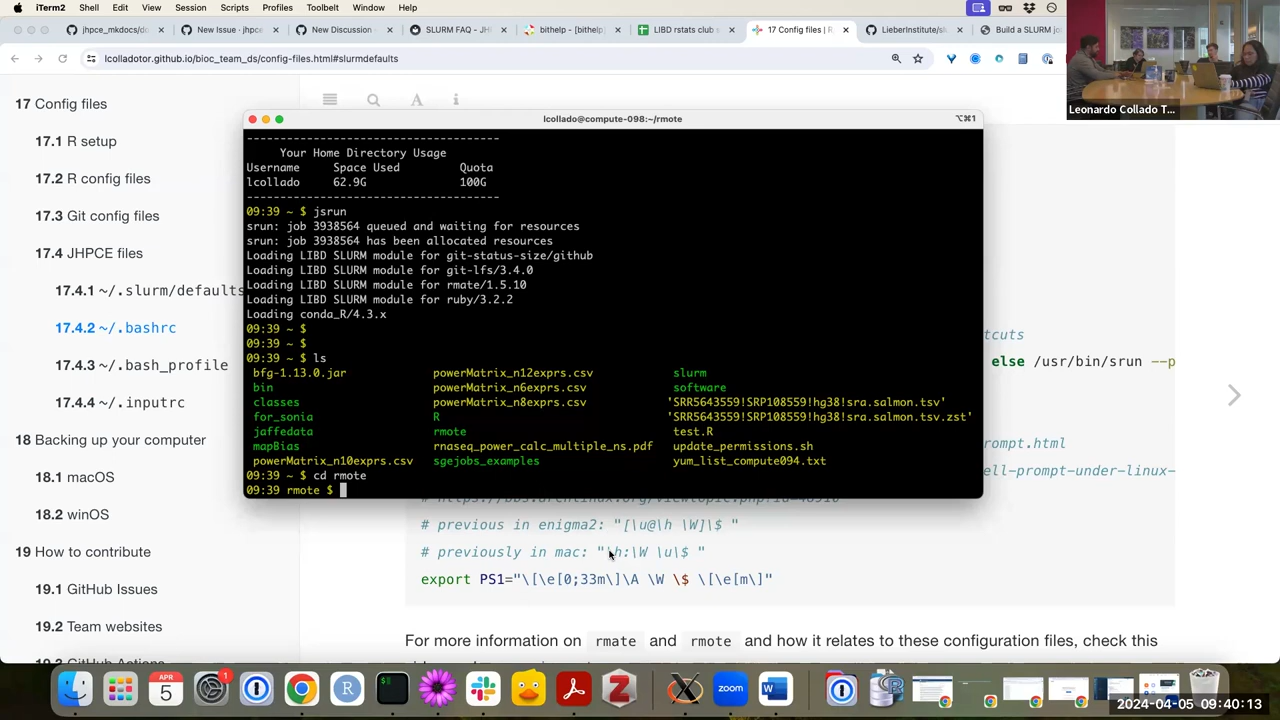 iTerm2 Shell Edit View Session Scripts Profiles Toolbelt Window Help
jhpce_mkdocs/d
New Issue · jhpce
New Discussion
SLURM FAQ - JH
bithelp - [bithelp]
LIBD rstats club s
17 Config files | R
LieberInstitute/sl
Build a SLURM jo
lcolladotor.github.io/bioc_team_ds/config-files.html#slurmdefaults
Leonardo Collado T...
17 Config files
17.1 R setup
17.2 R config files
17.3 Git config files
17.4 JHPCE files
17.4.1 ~/.slurm/defaults
17.4.2 ~/.bashrc
17.4.3 ~/.bash_profile
17.4.4 ~/.inputrc
18 Backing up your computer
18.1 macOS
18.2 winOS
19 How to contribute
19.1 GitHub Issues
19.2 Team websites
19.3 GitHub Actions
lcollado@compute-098:~/rmote
⌥⌘1
----------------------------------------
Your Home Directory Usage
Username Space Used Quota
lcollado 62.9G 100G
----------------------------------------
09:39 ~ $ jsrun
srun: job 3938564 queued and waiting for resources
srun: job 3938564 has been allocated resources
Loading LIBD SLURM module for git-status-size/github
Loading LIBD SLURM module for git-lfs/3.4.0
Loading LIBD SLURM module for rmate/1.5.10
Loading LIBD SLURM module for ruby/3.2.2
Loading conda_R/4.3.x
09:39 ~ $
09:39 ~ $
09:39 ~ $ ls
bfg-1.13.0.jar powerMatrix_n12exprs.csv slurm
bin powerMatrix_n6exprs.csv software
classes powerMatrix_n8exprs.csv 'SRR5643559!SRP108559!hg38!sra.salmon.tsv'
for_sonia R 'SRR5643559!SRP108559!hg38!sra.salmon.tsv.zst'
jaffedata rmote test.R
mapBias rnaseq_power_calc_multiple_ns.pdf update_permissions.sh
powerMatrix_n10exprs.csv sgejobs_examples yum_list_compute094.txt
09:39 ~ $ cd rmote
09:39 rmote $
cuts
else /usr/bin/srun --p
rompt.html
ell-prompt-under-linux-
# previous in enigma2: "[\u@\h \W]\$ "
# previously in mac: "\h:\W \u\$ "
export PS1="\[\e[0;33m\]\A \W \$ \[\e[m\]"
For more information on rmate and rmote and how it relates to these configuration files, check this
APR
5
1
zoom
2024-04-05 09:40:13